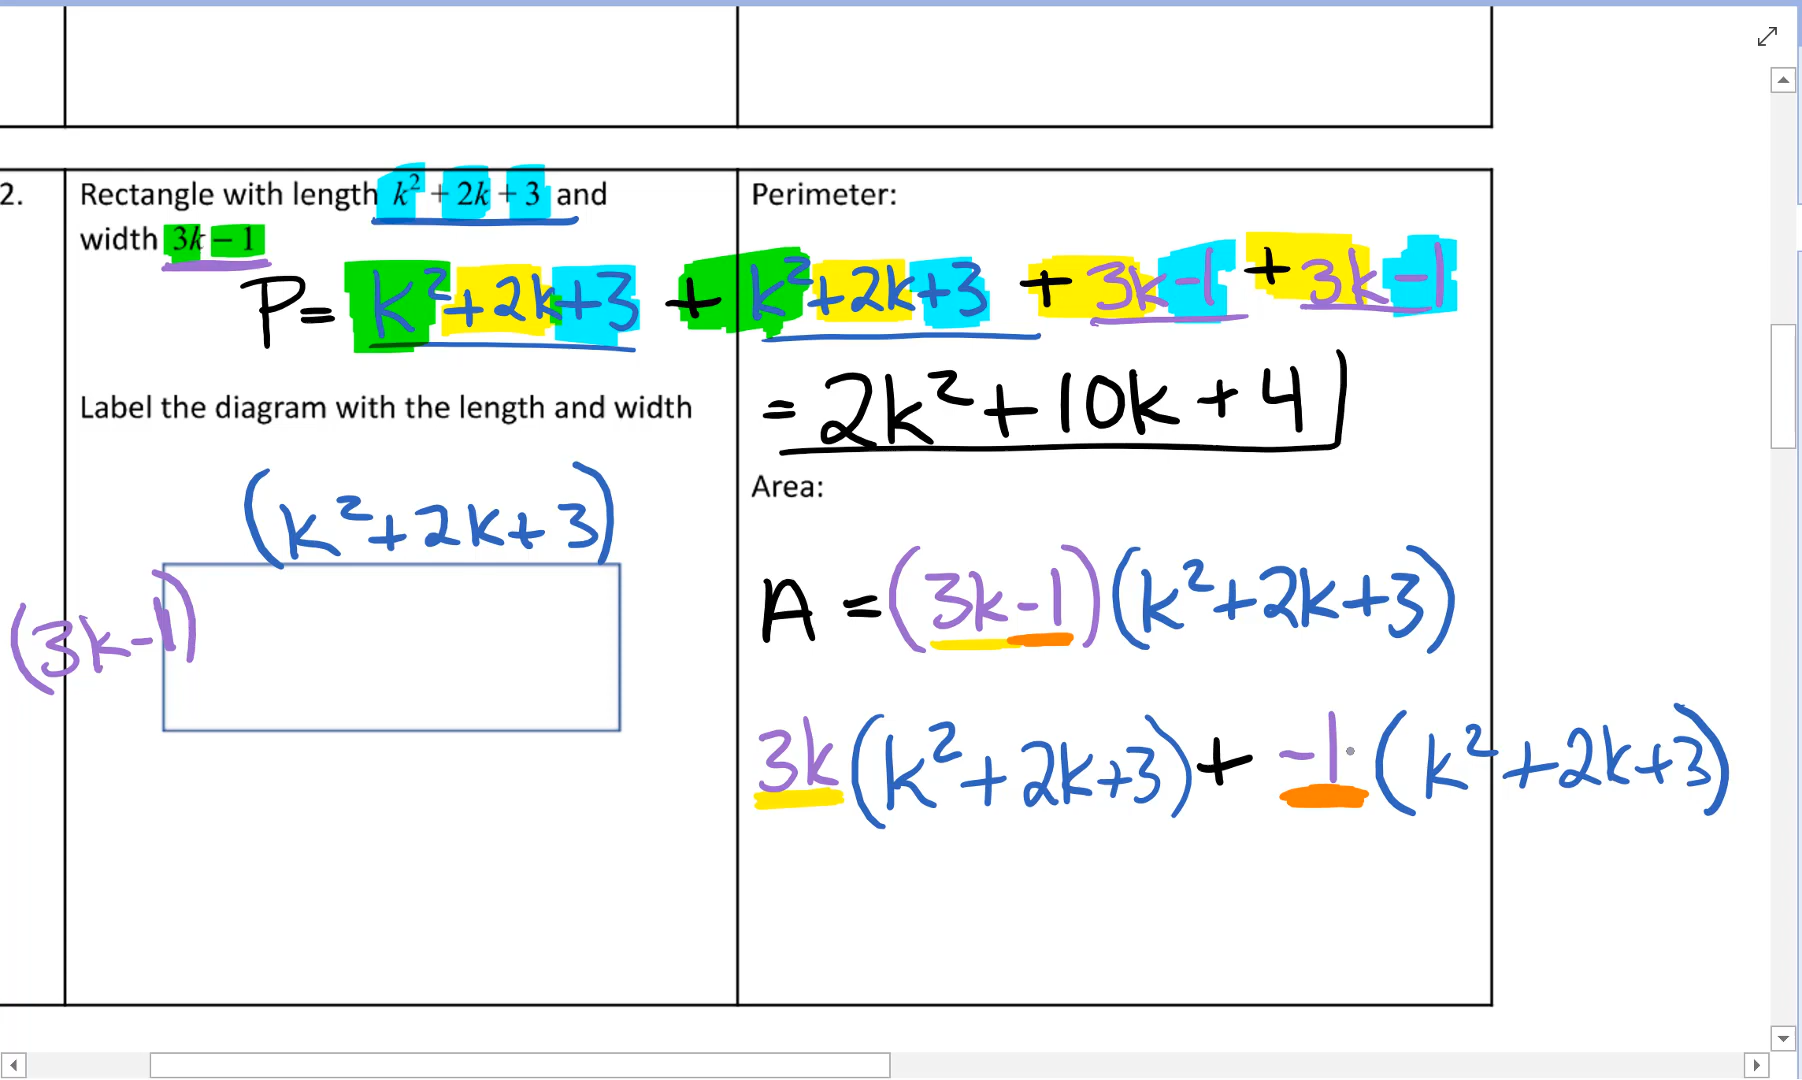 2.
Rectangle with length k² + 2k + 3 and
width 3k − 1
Perimeter:
P = k²+2k+3 + k²+2k+3 + 3k-1 + 3k-1
= 2k² + 10k + 4
Label the diagram with the length and width
(k²+2k+3)
(3k-1)
Area:
A = (3k-1)(k²+2k+3)
3k(k²+2k+3) + -1·(k²+2k+3)